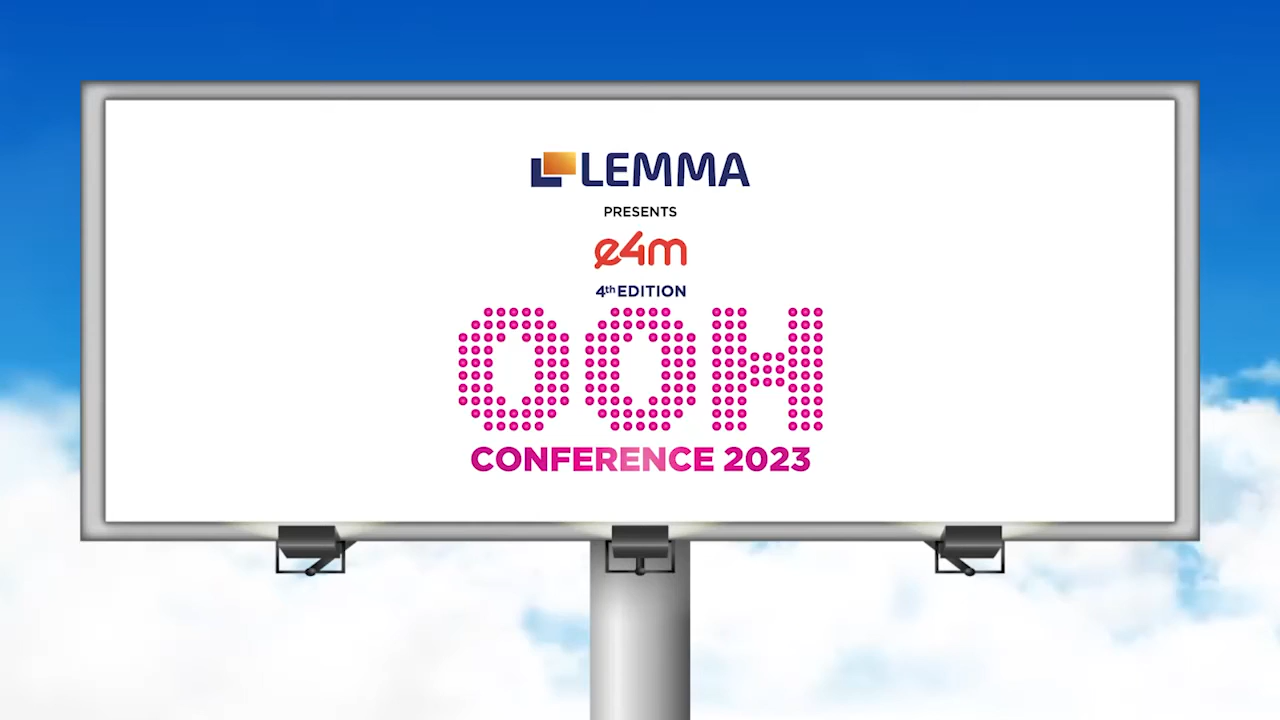 LEMMA
PRESENTS
e4m
4th EDITION
OOH
CONFERENCE 2023